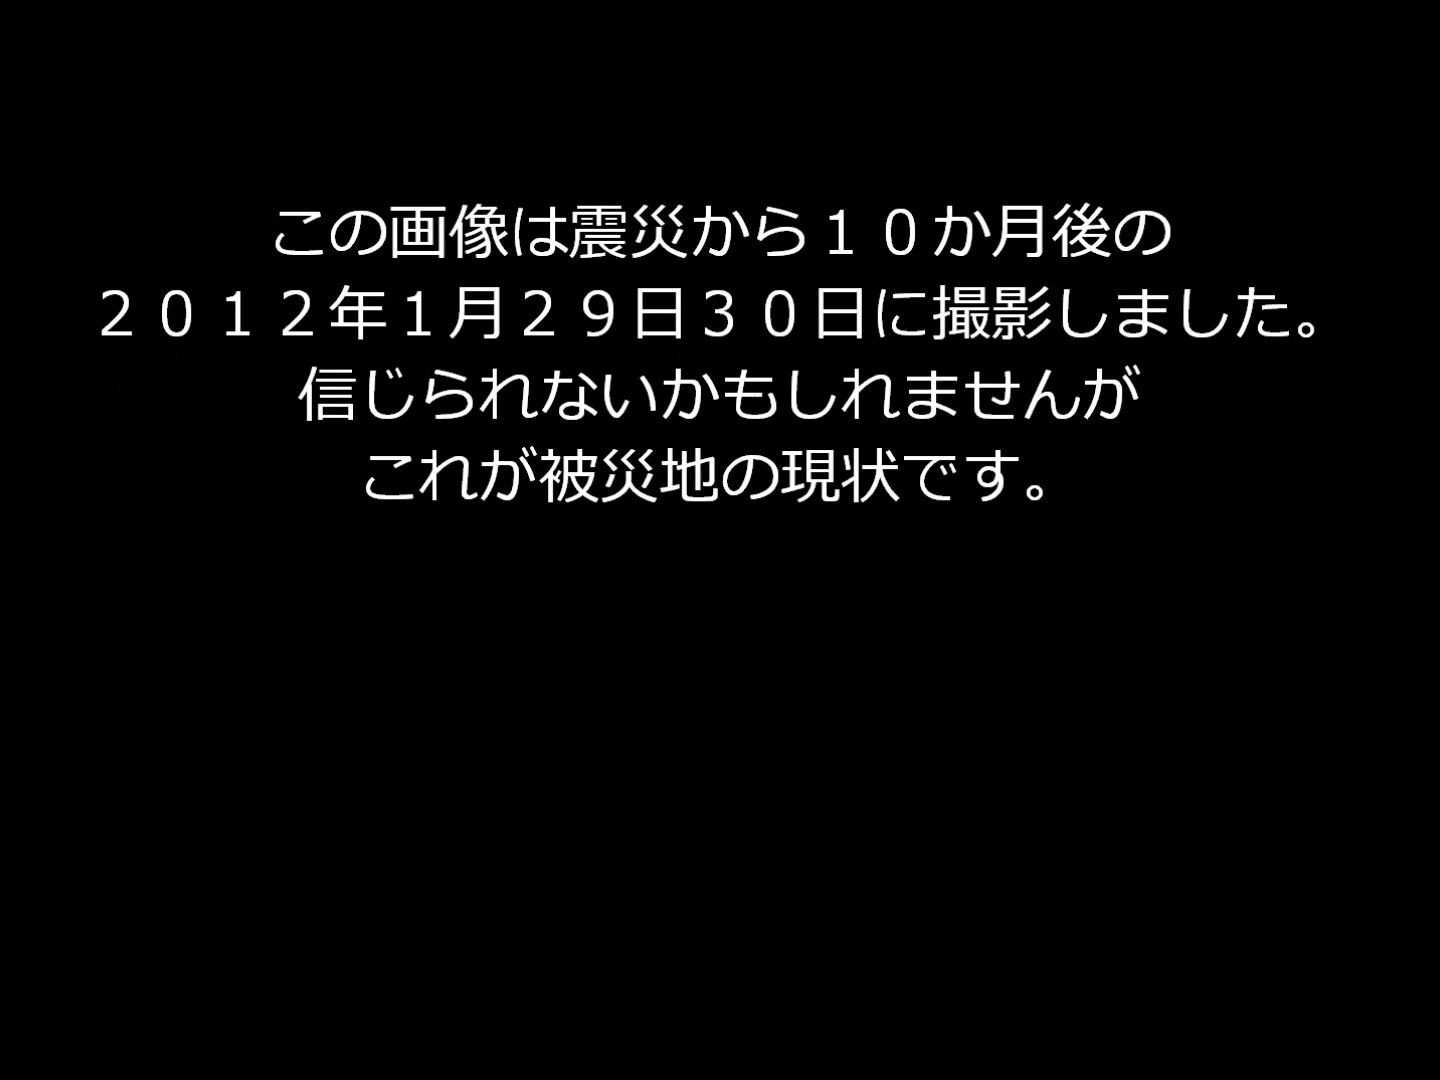 この画像は震災から１０か月後の
２０１２年１月２９日３０日に撮影しました。
信じられないかもしれませんが
これが被災地の現状です。